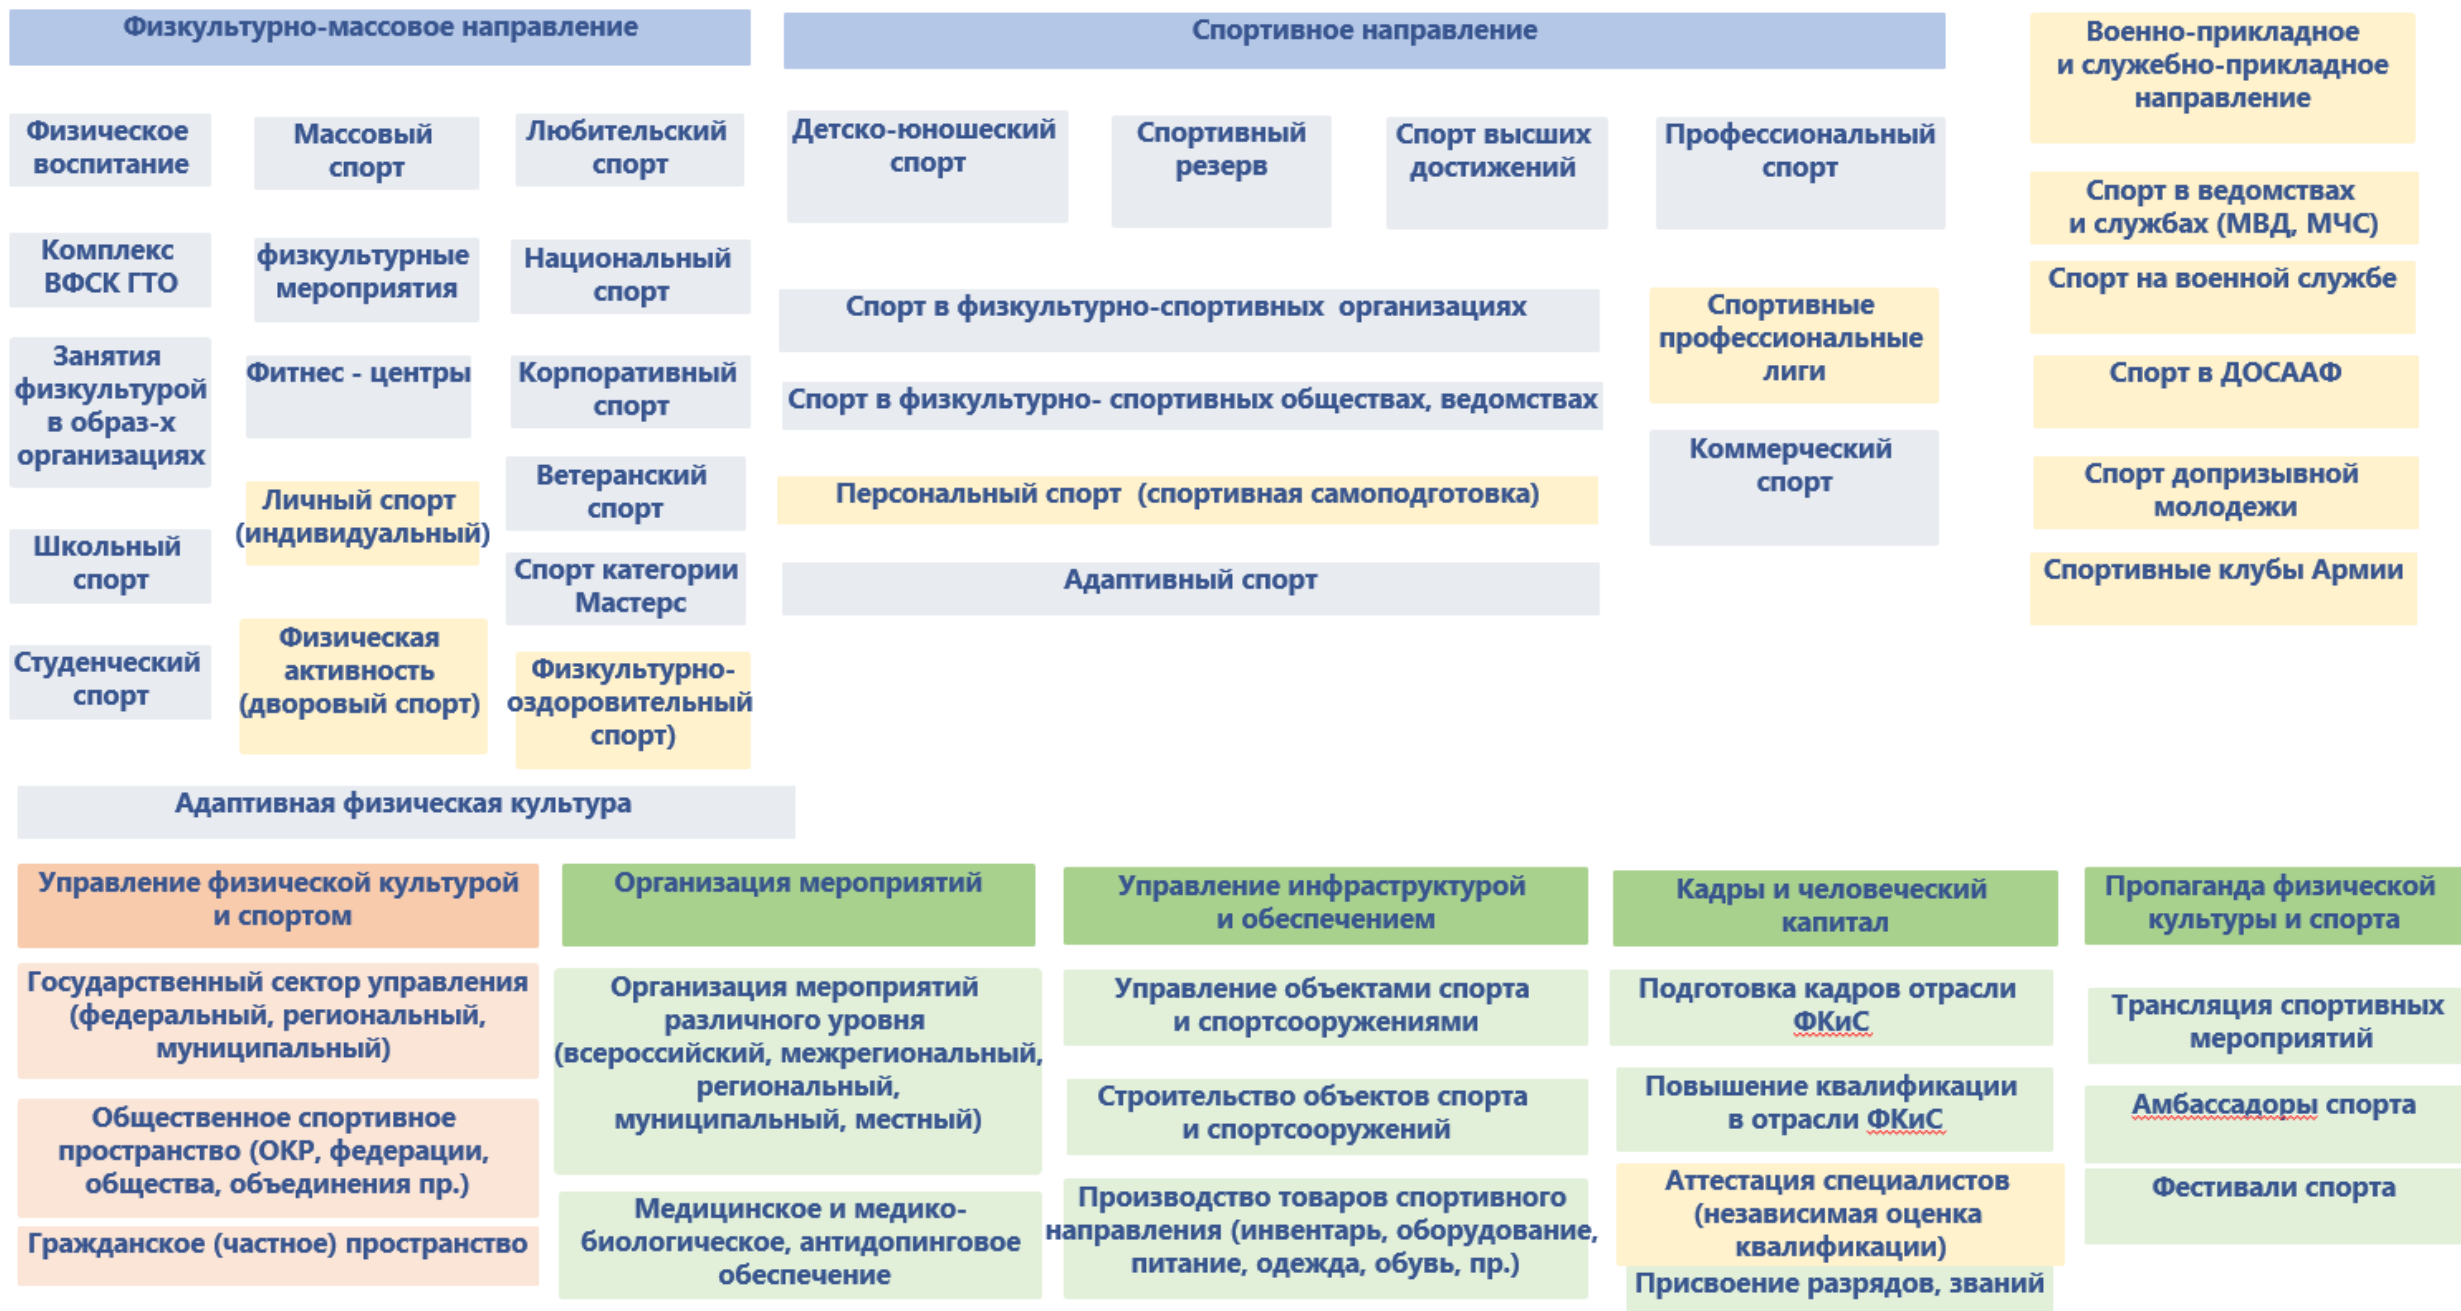 Физкультурно-массовое направление
Физическое
воспитание
Массовый
спорт
Любительский
спорт
Комплекс
ВФСК ГТО
физкультурные
мероприятия
Национальный
спорт
Занятия
физкультурой
в образ-х
организациях
Фитнес - центры
Корпоративный
спорт
Личный спорт
(индивидуальный)
Ветеранский
спорт
Школьный
спорт
Спорт категории
Мастерс
Студенческий
спорт
Физическая
активность
(дворовый спорт)
Физкультурно-
оздоровительный
спорт)
Адаптивная физическая культура
Спортивное направление
Детско-юношеский
спорт
Спортивный
резерв
Спорт высших
достижений
Профессиональный
спорт
Спорт в физкультурно-спортивных организациях
Спорт в физкультурно- спортивных обществах, ведомствах
Персональный спорт (спортивная самоподготовка)
Адаптивный спорт
Спортивные
профессиональные
лиги
Коммерческий
спорт
Военно-прикладное
и служебно-прикладное
направление
Спорт в ведомствах
и службах (МВД, МЧС)
Спорт на военной службе
Спорт в ДОСААФ
Спорт допризывной
молодежи
Спортивные клубы Армии
Управление физической культурой
и спортом
Государственный сектор управления
(федеральный, региональный,
муниципальный)
Общественное спортивное
пространство (ОКР, федерации,
общества, объединения пр.)
Гражданское (частное) пространство
Организация мероприятий
Организация мероприятий
различного уровня
(всероссийский, межрегиональный,
региональный,
муниципальный, местный)
Медицинское и медико-
биологическое, антидопинговое
обеспечение
Управление инфраструктурой
и обеспечением
Управление объектами спорта
и спортсооружениями
Строительство объектов спорта
и спортсооружений
Производство товаров спортивного
направления (инвентарь, оборудование,
питание, одежда, обувь, пр.)
Кадры и человеческий
капитал
Подготовка кадров отрасли
ФКиС
Повышение квалификации
в отрасли ФКиС
Аттестация специалистов
(независимая оценка
квалификации)
Присвоение разрядов, званий
Пропаганда физической
культуры и спорта
Трансляция спортивных
мероприятий
Амбассадоры спорта
Фестивали спорта